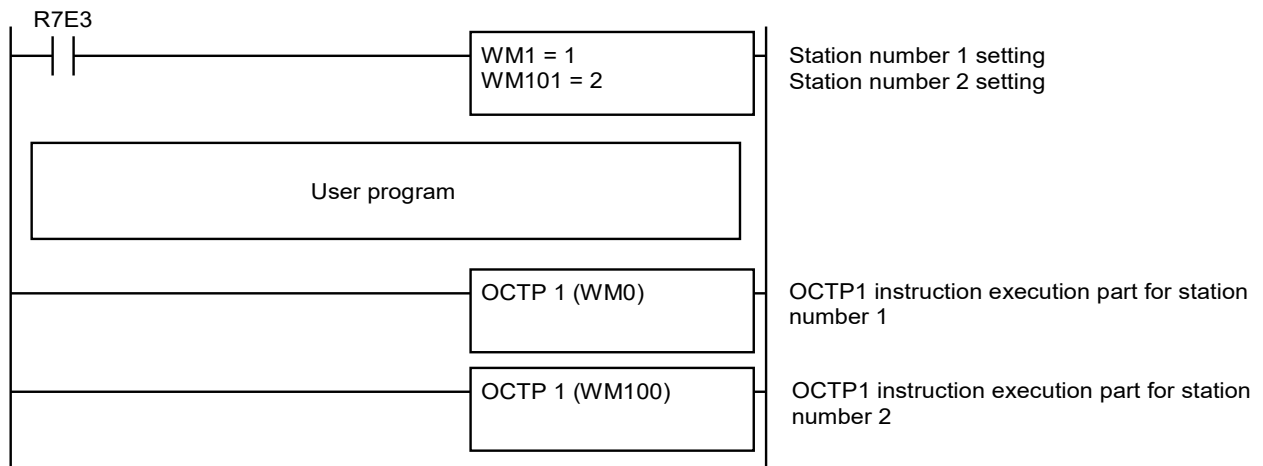 R7E3
WM1 = 1
WM101 = 2
Station number 1 setting
Station number 2 setting
User program
OCTP 1 (WM0)
OCTP1 instruction execution part for station
number 1
OCTP 1 (WM100)
OCTP1 instruction execution part for station
number 2